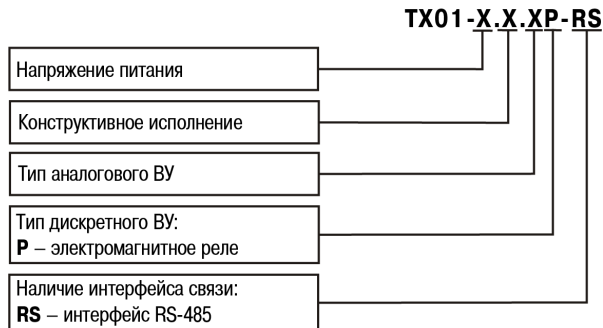 ТХ01-Х.Х.ХР-RS
Напряжение питания
Конструктивное исполнение
Тип аналогового ВУ
Тип дискретного ВУ:
Р – электромагнитное реле
Наличие интерфейса связи:
RS – интерфейс RS-485